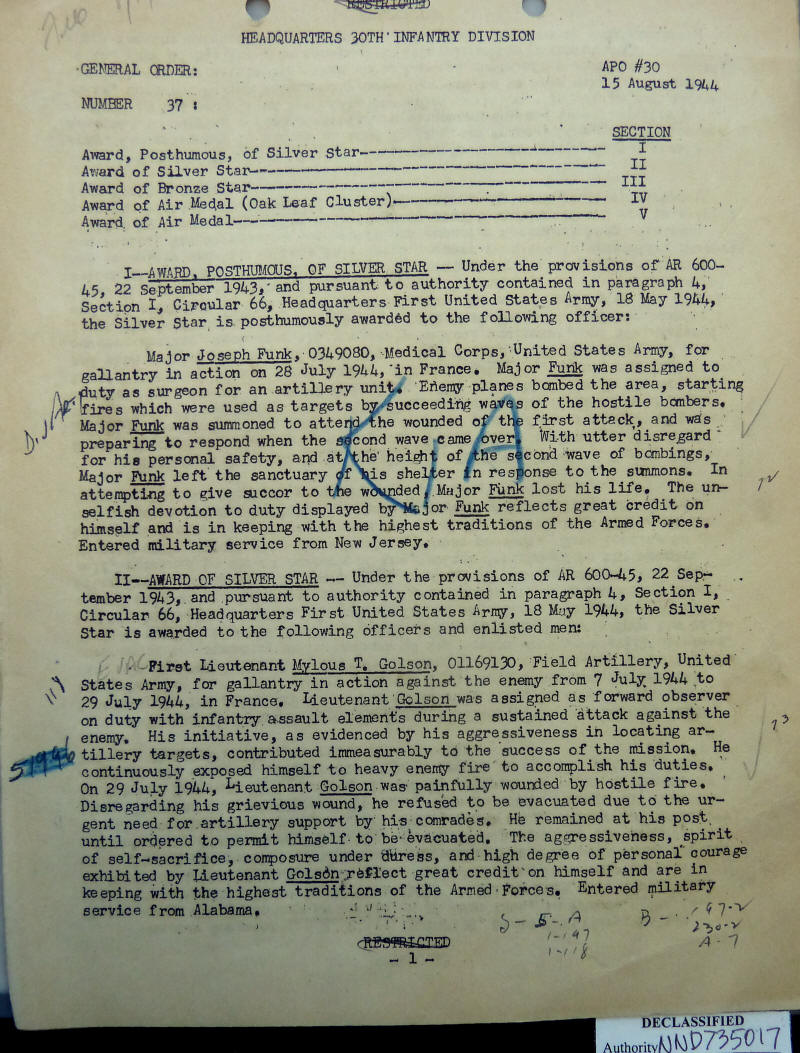 RESTRICTED
HEADQUARTERS 30TH INFANTRY DIVISION
GENERAL ORDER: APO #30
15 August 1944
NUMBER 37 :
SECTION
Award, Posthumous, of Silver Star-------------------- I
Award of Silver Star-------------------- II
Award of Bronze Star-------------------- III
Award of Air Medal (Oak Leaf Cluster)-------------------- IV
Award of Air Medal-------------------- V
I--AWARD, POSTHUMOUS, OF SILVER STAR -- Under the provisions of AR 600-
45, 22 September 1943, and pursuant to authority contained in paragraph 4,
Section I, Circular 66, Headquarters First United States Army, 18 May 1944,
the Silver Star is posthumously awarded to the following officer:
Major Joseph Funk, 0349080, Medical Corps, United States Army, for
gallantry in action on 28 July 1944, in France. Major Funk was assigned to
duty as surgeon for an artillery unit. Enemy planes bombed the area, starting
fires which were used as targets by succeeding waves of the hostile bombers.
Major Funk was summoned to attend the wounded of the first attack, and was
preparing to respond when the second wave came over. With utter disregard
for his personal safety, and at the height of the second wave of bombings,
Major Funk left the sanctuary of his shelter in response to the summons. In
attempting to give succor to the wounded, Major Funk lost his life. The un-
selfish devotion to duty displayed by Major Funk reflects great credit on
himself and is in keeping with the highest traditions of the Armed Forces.
Entered military service from New Jersey.
II--AWARD OF SILVER STAR -- Under the provisions of AR 600-45, 22 Sep-
tember 1943, and pursuant to authority contained in paragraph 4, Section I,
Circular 66, Headquarters First United States Army, 18 May 1944, the Silver
Star is awarded to the following officers and enlisted men:
First Lieutenant Mylous T. Golson, 01169130, Field Artillery, United
States Army, for gallantry in action against the enemy from 7 July 1944 to
29 July 1944, in France. Lieutenant Golson was assigned as forward observer
on duty with infantry assault elements during a sustained attack against the
enemy. His initiative, as evidenced by his aggressiveness in locating ar-
tillery targets, contributed immeasurably to the success of the mission. He
continuously exposed himself to heavy enemy fire to accomplish his duties.
On 29 July 1944, Lieutenant Golson was painfully wounded by hostile fire.
Disregarding his grievious wound, he refused to be evacuated due to the ur-
gent need for artillery support by his comrades. He remained at his post
until ordered to permit himself to be evacuated. The aggressiveness, spirit
of self-sacrifice, composure under duress, and high degree of personal courage
exhibited by Lieutenant Golson reflect great credit on himself and are in
keeping with the highest traditions of the Armed Forces. Entered military
service from Alabama.
RESTRICTED
- 1 -
DECLASSIFIED
Authority NND735017